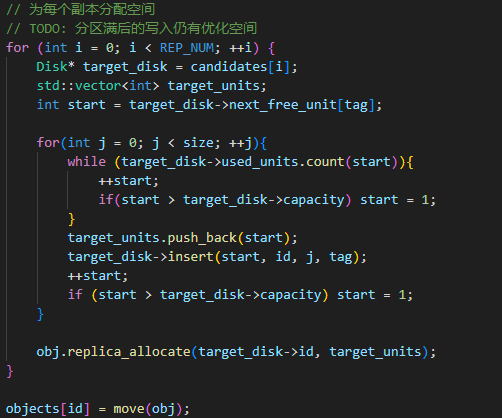 // 为每个副本分配空间
// TODO: 分区满后的写入仍有优化空间
for (int i = 0; i < REP_NUM; ++i) {
    Disk* target_disk = candidates[i];
    std::vector<int> target_units;
    int start = target_disk->next_free_unit[tag];

    for(int j = 0; j < size; ++j){
        while (target_disk->used_units.count(start)){
            ++start;
            if(start > target_disk->capacity) start = 1;
        }
        target_units.push_back(start);
        target_disk->insert(start, id, j, tag);
        ++start;
        if (start > target_disk->capacity) start = 1;
    }

    obj.replica_allocate(target_disk->id, target_units);
}

objects[id] = move(obj);